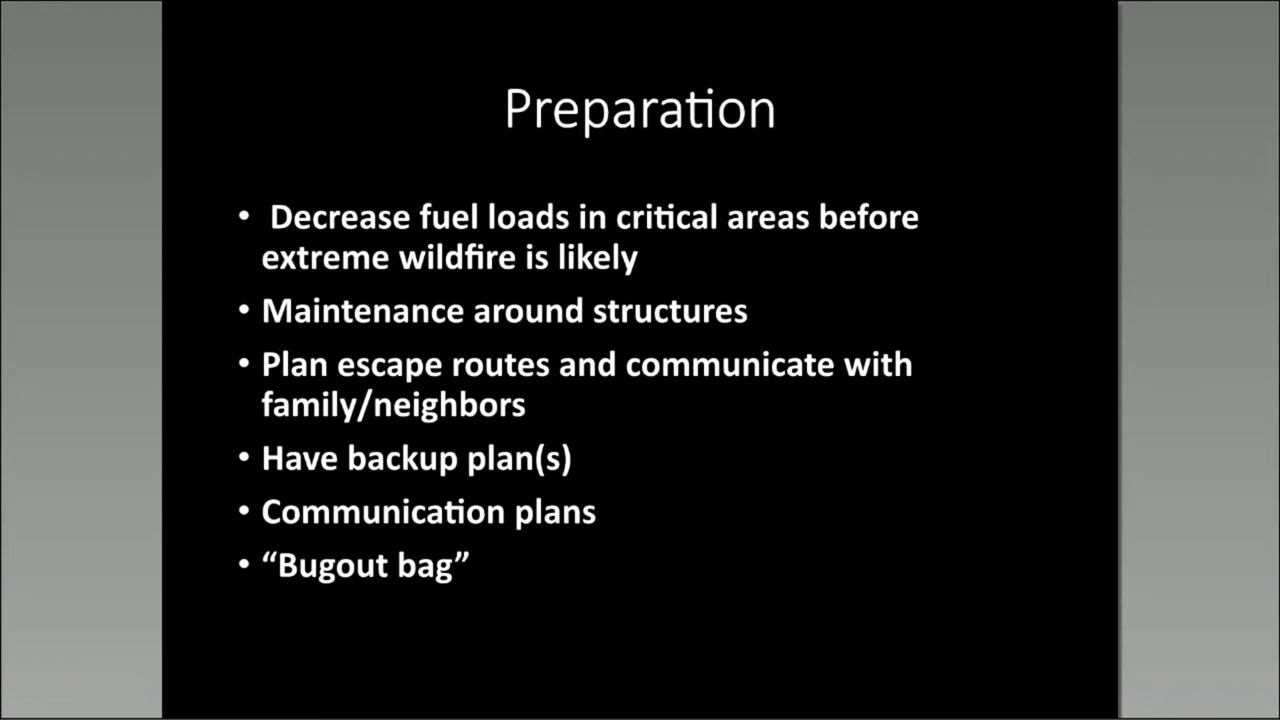 Preparation
• Decrease fuel loads in critical areas before
extreme wildfire is likely
• Maintenance around structures
• Plan escape routes and communicate with
family/neighbors
• Have backup plan(s)
• Communication plans
• “Bugout bag”